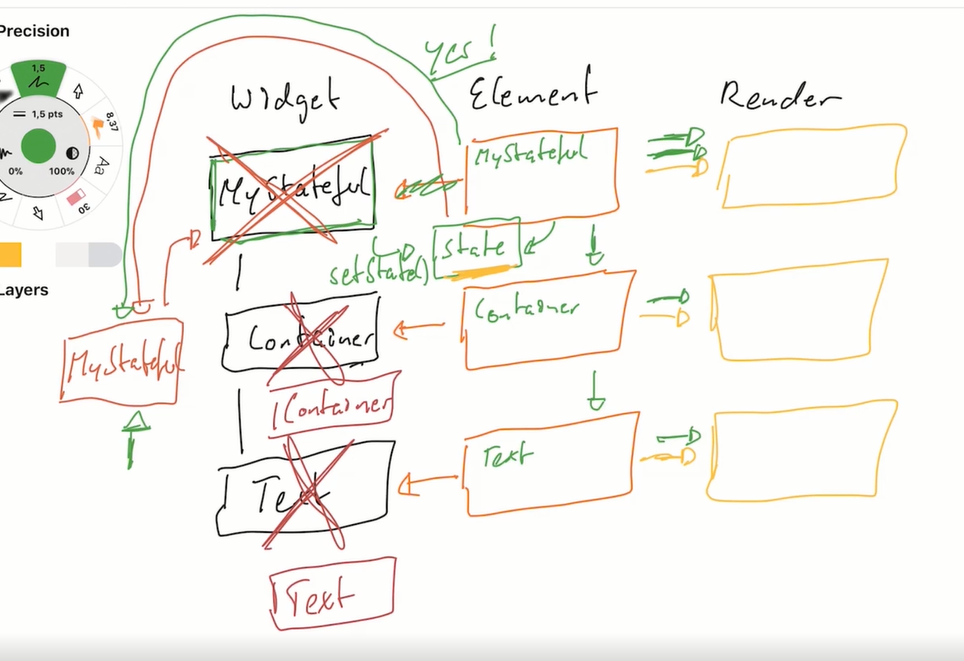 Precision
1,5
1,5 pts
0%
100%
8,37
Aa
30
Layers
Yes!
Widget
Element
Render
MyStateful
MyStateful
State
setState()
Container
Container
MyStateful
Container
Text
Text
Text